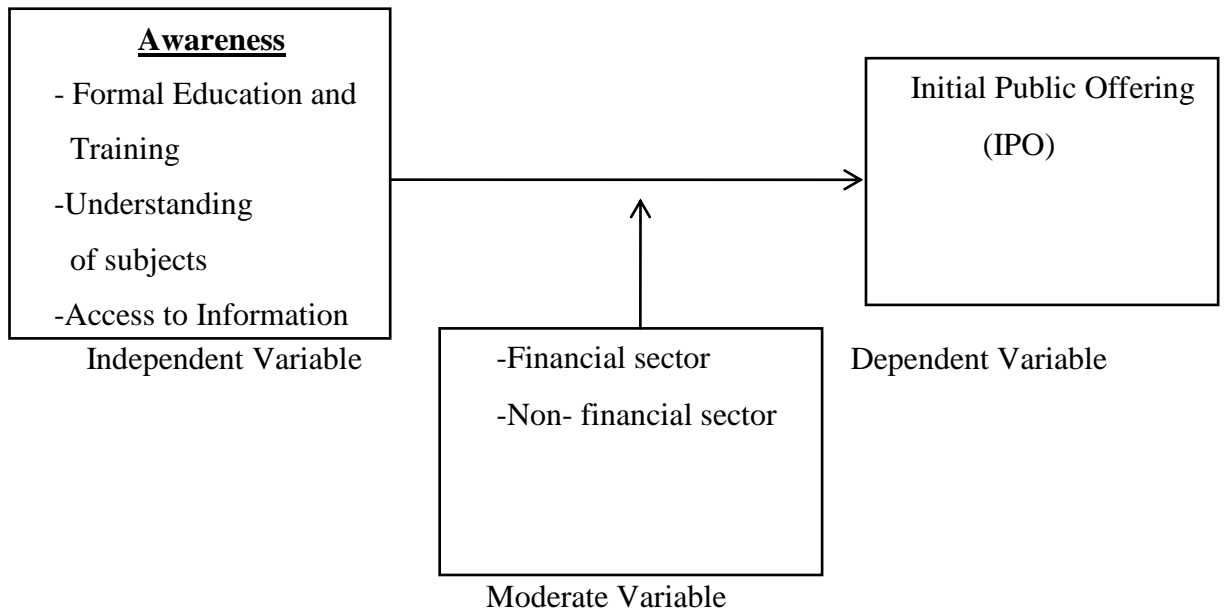 Awareness
- Formal Education and
Training
-Understanding
of subjects
-Access to Information
Independent Variable
Initial Public Offering
(IPO)
Dependent Variable
-Financial sector
-Non- financial sector
Moderate Variable